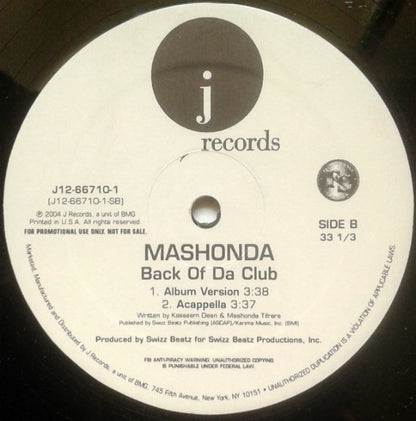 j
records
J12-66710-1
(J12-66710-1-SB)
℗ 2004 J Records, a unit of BMG
Printed in U.S.A. All rights reserved.
FOR PROMOTIONAL USE ONLY. NOT FOR SALE.
SIDE B
33 1/3
MASHONDA
Back Of Da Club
1. Album Version 3:38
2. Acappella 3:37
Written by Kasseem Dean & Mashonda Tifrere
Published by Swizz Beatz Publishing (ASCAP)/Karima Music, Inc. (BMI)
Produced by Swizz Beatz for Swizz Beatz Productions, Inc.
FBI ANTI-PIRACY WARNING: UNAUTHORIZED COPYING
IS PUNISHABLE UNDER FEDERAL LAW.
Marketed, Manufactured and Distributed by J Records, a unit of BMG, 745 Fifth Avenue, New York, NY 10151 • UNAUTHORIZED DUPLICATION IS A VIOLATION OF APPLICABLE LAWS.